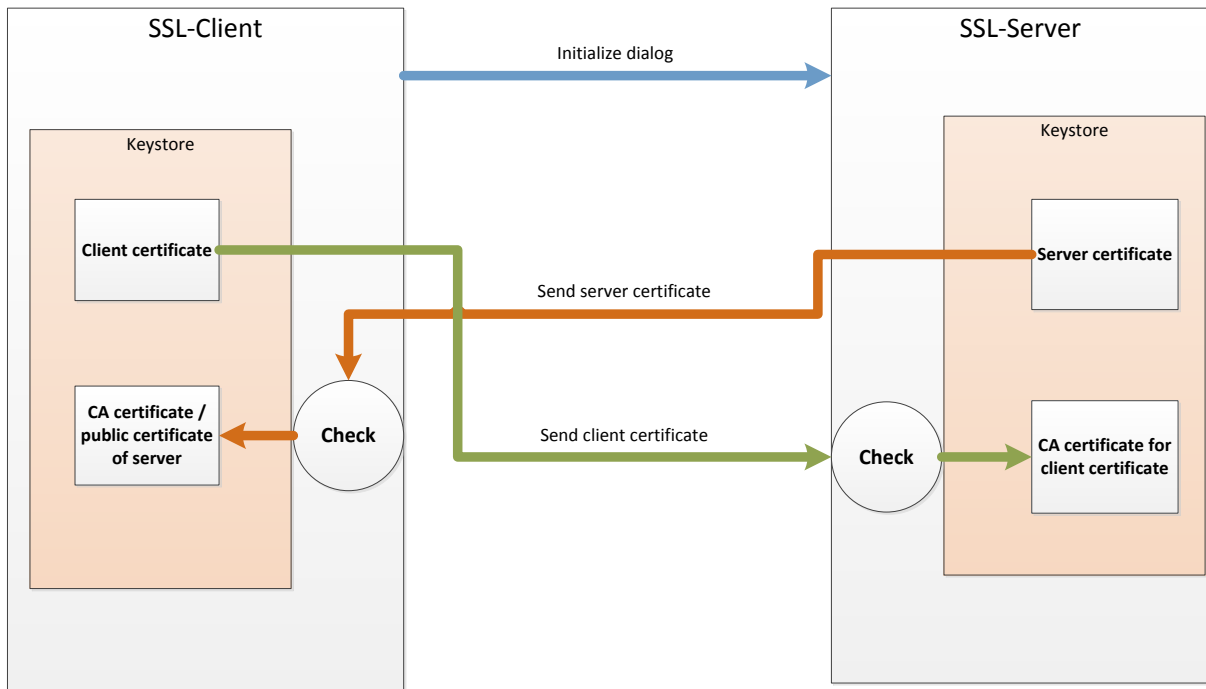 SSL-Client
SSL-Server
Initialize dialog
Keystore
Keystore
Client certificate
Server certificate
Send server certificate
CA certificate /
public certificate
of server
Check
Send client certificate
Check
CA certificate for
client certificate